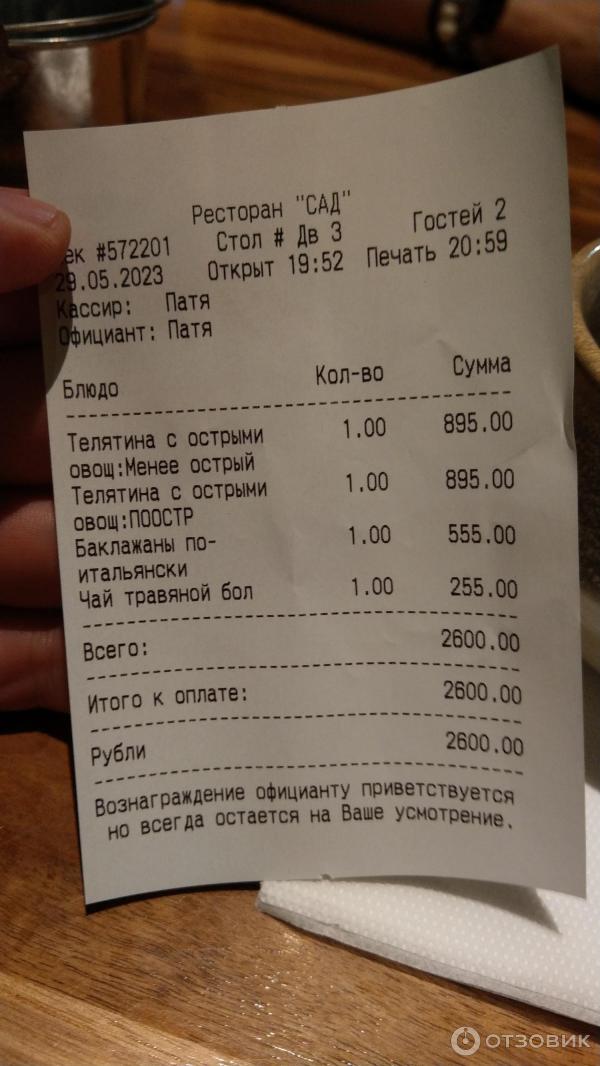 Ресторан "САД"
ек #572201 Стол # Дв 3 Гостей 2
29.05.2023 Открыт 19:52 Печать 20:59
Кассир: Патя
Официант: Патя
Блюдо Кол-во Сумма
Телятина с острыми 1.00 895.00
овощ:Менее острый
Телятина с острыми 1.00 895.00
овощ:ПООСТР
Баклажаны по- 1.00 555.00
итальянски
Чай травяной бол 1.00 255.00
Всего: 2600.00
Итого к оплате: 2600.00
Рубли 2600.00
Вознаграждение официанту приветствуется
но всегда остается на Ваше усмотрение.
ОТЗОВИК